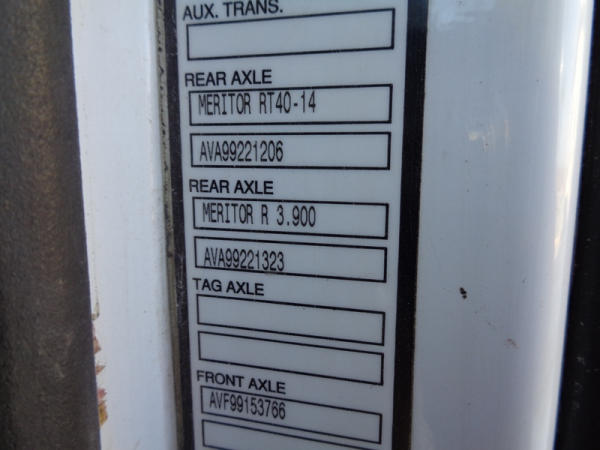 AUX. TRANS.
REAR AXLE
MERITOR RT40-14
AVA99221206
REAR AXLE
MERITOR R 3.900
AVA99221323
TAG AXLE
FRONT AXLE
AVF99153766